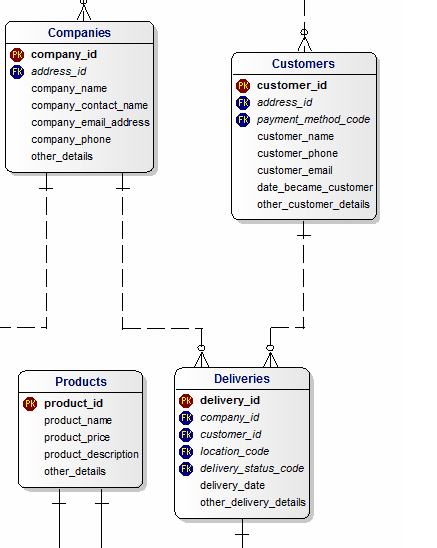 Companies
PK company_id
FK address_id
company_name
company_contact_name
company_email_address
company_phone
other_details
Customers
PK customer_id
FK address_id
FK payment_method_code
customer_name
customer_phone
customer_email
date_became_customer
other_customer_details
Products
PK product_id
product_name
product_price
product_description
other_details
Deliveries
PK delivery_id
FK company_id
FK customer_id
FK location_code
FK delivery_status_code
delivery_date
other_delivery_details